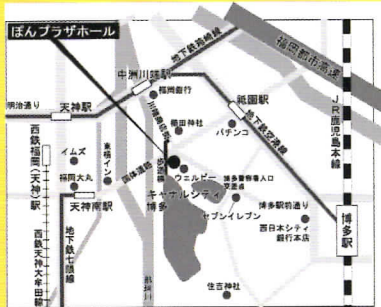 ぽんプラザホール
地下鉄箱崎線
福岡都市高速
中洲川端駅
福岡銀行
祇園駅
明治通り
天神駅
川端商店街
櫛田神社
パチンコ
地下鉄空港線
JR鹿児島本線
西鉄福岡(天神)駅
イムズ
東横イン
国体道路
福岡大丸
ウェルビー
博多警察署入口
交差点
キャナルシティ
博多
天神南駅
セブンイレブン
博多駅前通り
西日本シティ
銀行本店
博多駅
地下鉄七隈線
西鉄天神大牟田線
那珂川
住吉神社